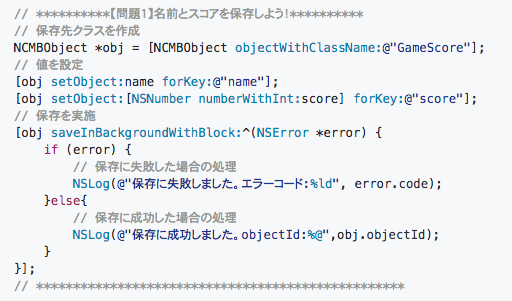 // **********【問題1】名前とスコアを保存しよう!**********
// 保存先クラスを作成
NCMBObject *obj = [NCMBObject objectWithClassName:@"GameScore"];
// 値を設定
[obj setObject:name forKey:@"name"];
[obj setObject:[NSNumber numberWithInt:score] forKey:@"score"];
// 保存を実施
[obj saveInBackgroundWithBlock:^(NSError *error) {
    if (error) {
        // 保存に失敗した場合の処理
        NSLog(@"保存に失敗しました。エラーコード:%ld", error.code);
    }else{
        // 保存に成功した場合の処理
        NSLog(@"保存に成功しました。objectId:%@",obj.objectId);
    }
}];
// **************************************************